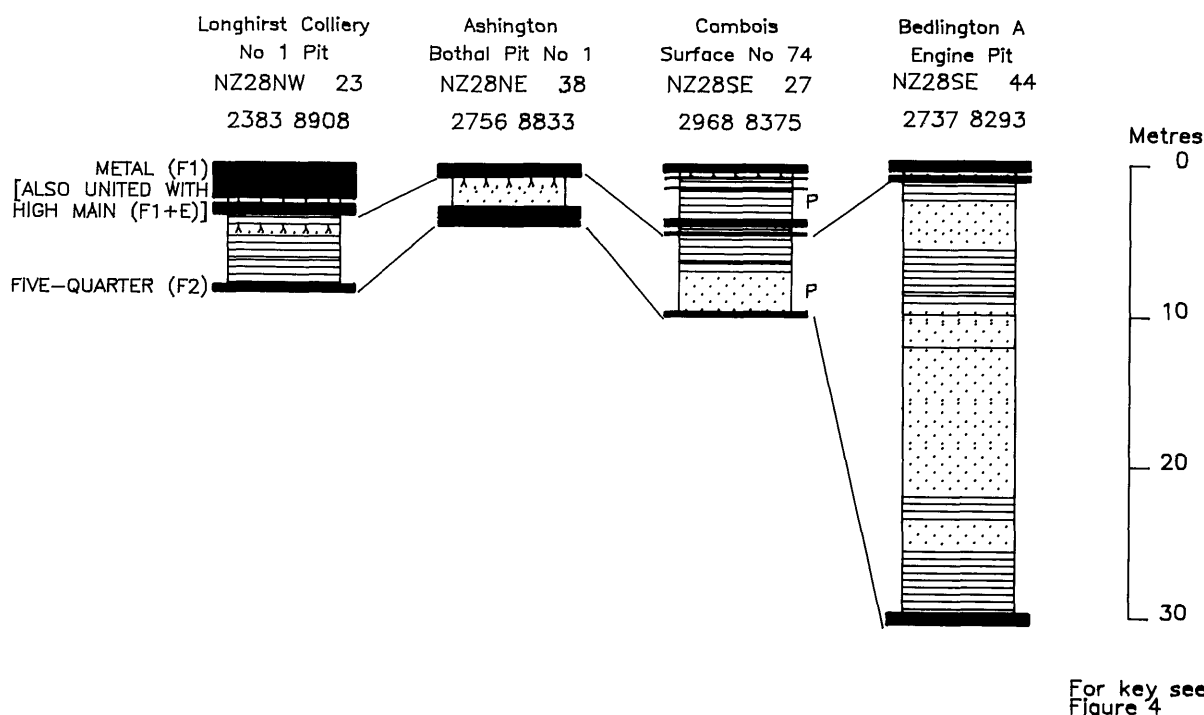 Longhirst Colliery
No 1 Pit
NZ28NW 23
2383 8908
Ashington
Bothal Pit No 1
NZ28NE 38
2756 8833
Cambois
Surface No 74
NZ28SE 27
2968 8375
Bedlington A
Engine Pit
NZ28SE 44
2737 8293
Metres
0
10
20
30
METAL (F1)
[ALSO UNITED WITH
HIGH MAIN (F1+E)]
FIVE-QUARTER (F2)
P
P
For key see
Figure 4